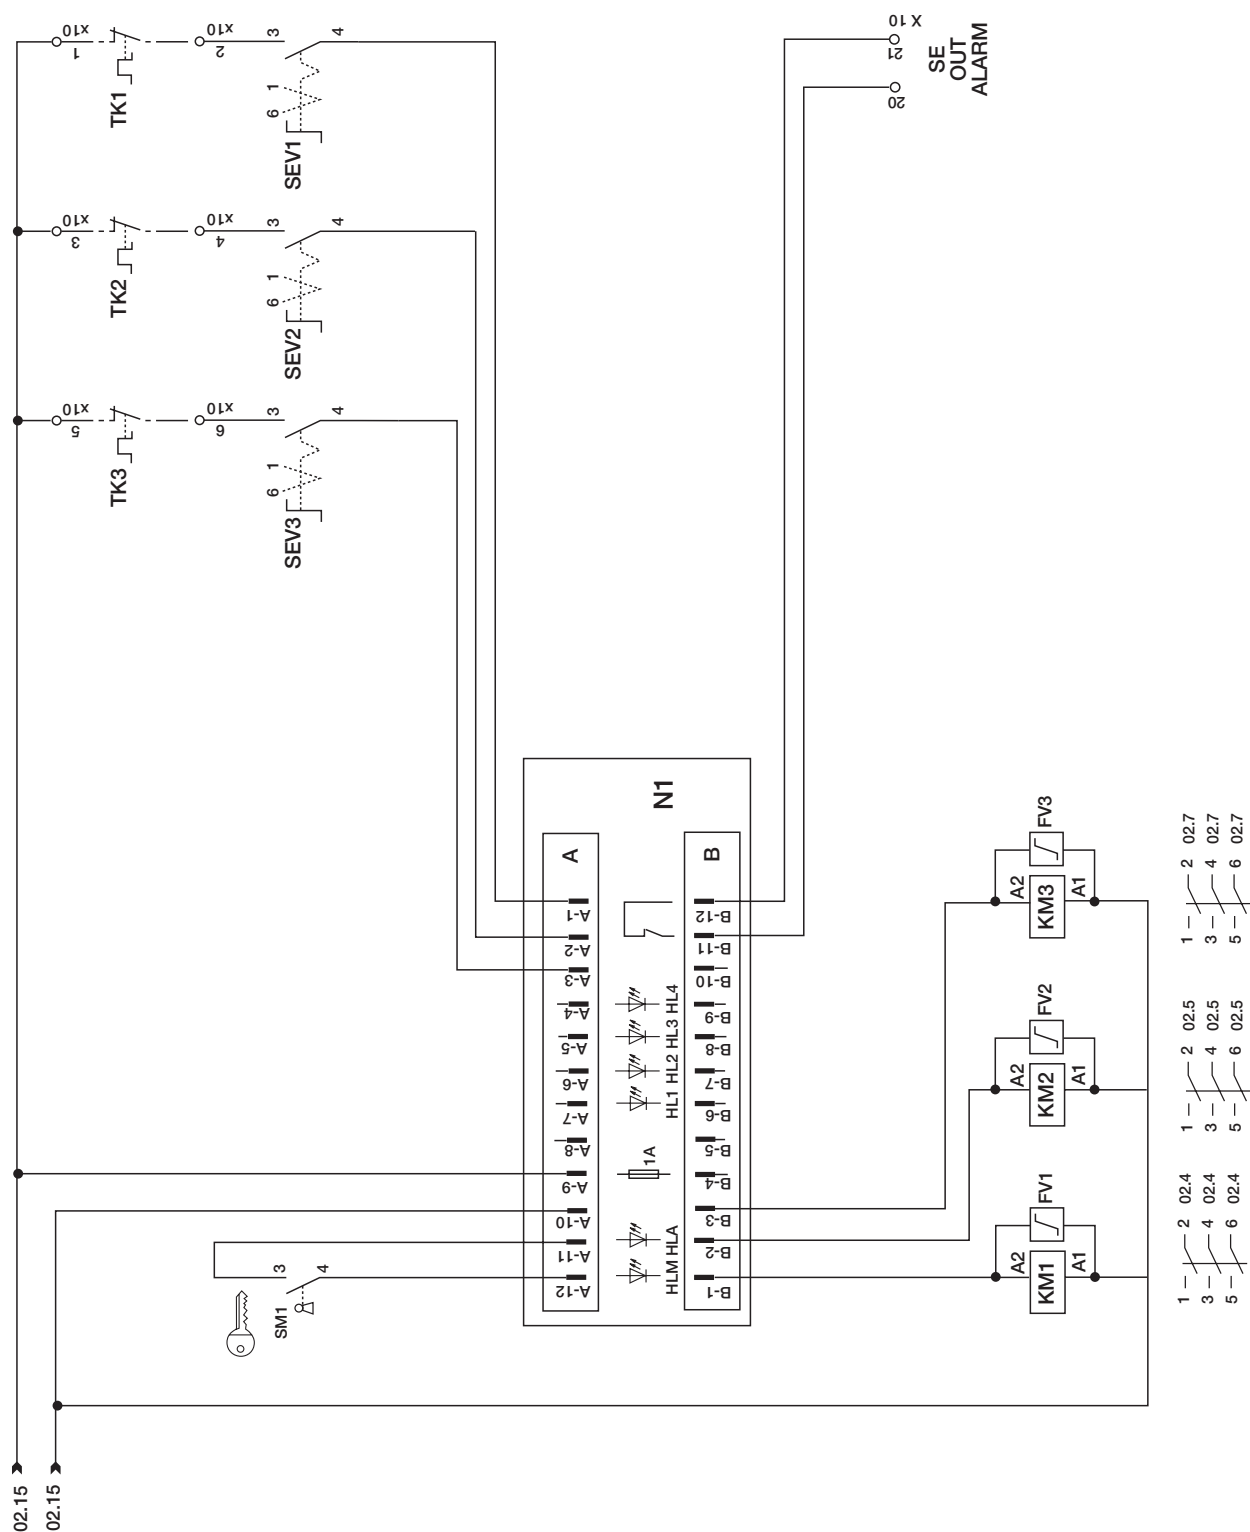 02.15
02.15
SM1
3
4
TK3
5
x10
6
x10
SEV3
6
1
3
4
TK2
3
x10
4
x10
SEV2
6
1
3
4
TK1
1
x10
2
x10
SEV1
6
1
3
4
N1
A
A-12
A-11
A-10
A-9
A-8
A-7
A-6
A-5
A-4
A-3
A-2
A-1
HLM HLA
1A
HL1 HL2 HL3 HL4
B
B-1
B-2
B-3
B-4
B-5
B-6
B-7
B-8
B-9
B-10
B-11
B-12
20
21
X 10
SE
OUT
ALARM
KM1
A2
A1
FV1
KM2
A2
A1
FV2
KM3
A2
A1
FV3
1 2 02.4
3 4 02.4
5 6 02.4
1 2 02.5
3 4 02.5
5 6 02.5
1 2 02.7
3 4 02.7
5 6 02.7